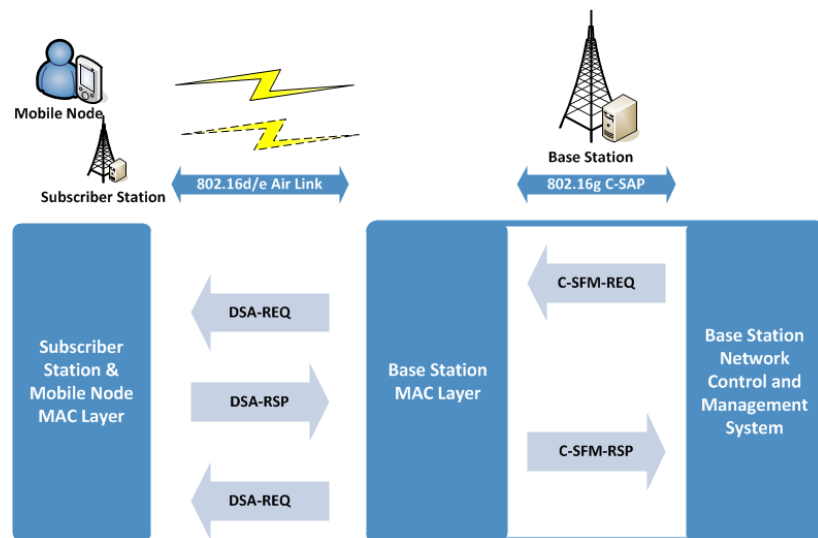 Mobile Node
Subscriber Station
802.16d/e Air Link
Base Station
802.16g C-SAP
Subscriber
Station &
Mobile Node
MAC Layer
DSA-REQ
DSA-RSP
DSA-REQ
Base Station
MAC Layer
C-SFM-REQ
C-SFM-RSP
Base Station
Network
Control and
Management
System